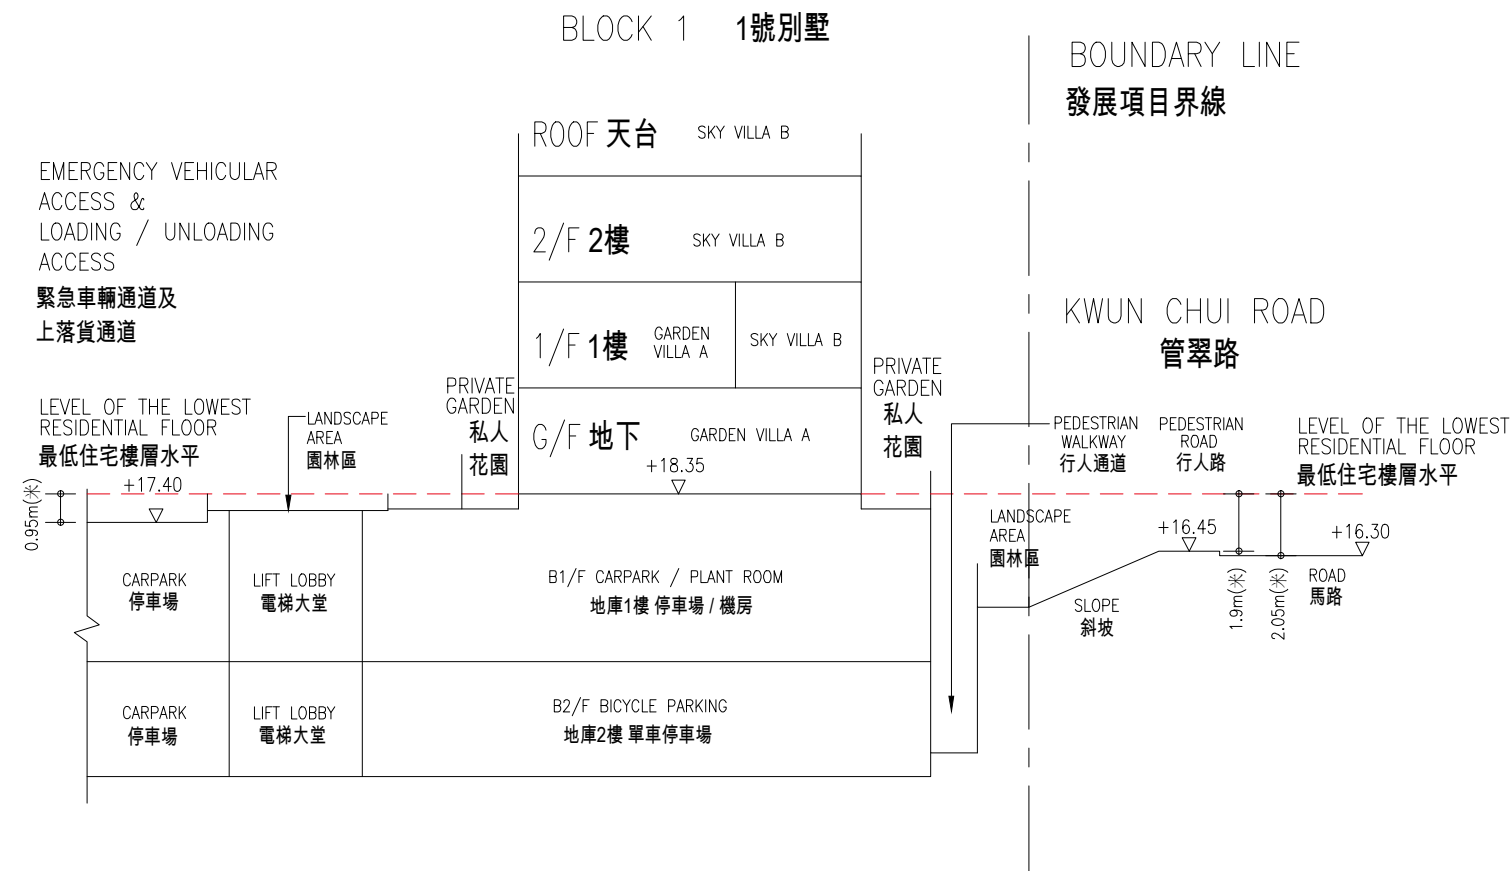 BLOCK 1 1號別墅
BOUNDARY LINE
發展項目界線
ROOF 天台 SKY VILLA B
EMERGENCY VEHICULAR
ACCESS &
LOADING / UNLOADING
ACCESS
緊急車輛通道及
上落貨通道
2/F 2樓 SKY VILLA B
KWUN CHUI ROAD
管翠路
1/F 1樓
GARDEN
VILLA A
SKY VILLA B
PRIVATE
GARDEN
私人
花園
PRIVATE
GARDEN
私人
花園
LEVEL OF THE LOWEST
RESIDENTIAL FLOOR
最低住宅樓層水平
LANDSCAPE
AREA
園林區
G/F 地下 GARDEN VILLA A
PEDESTRIAN
WALKWAY
行人通道
PEDESTRIAN
ROAD
行人路
LEVEL OF THE LOWEST
RESIDENTIAL FLOOR
最低住宅樓層水平
+17.40
+18.35
0.95m(米)
LANDSCAPE
AREA
園林區
+16.45
+16.30
CARPARK
停車場
LIFT LOBBY
電梯大堂
B1/F CARPARK / PLANT ROOM
地庫1樓 停車場 / 機房
SLOPE
斜坡
1.9m(米)
2.05m(米)
ROAD
馬路
CARPARK
停車場
LIFT LOBBY
電梯大堂
B2/F BICYCLE PARKING
地庫2樓 單車停車場